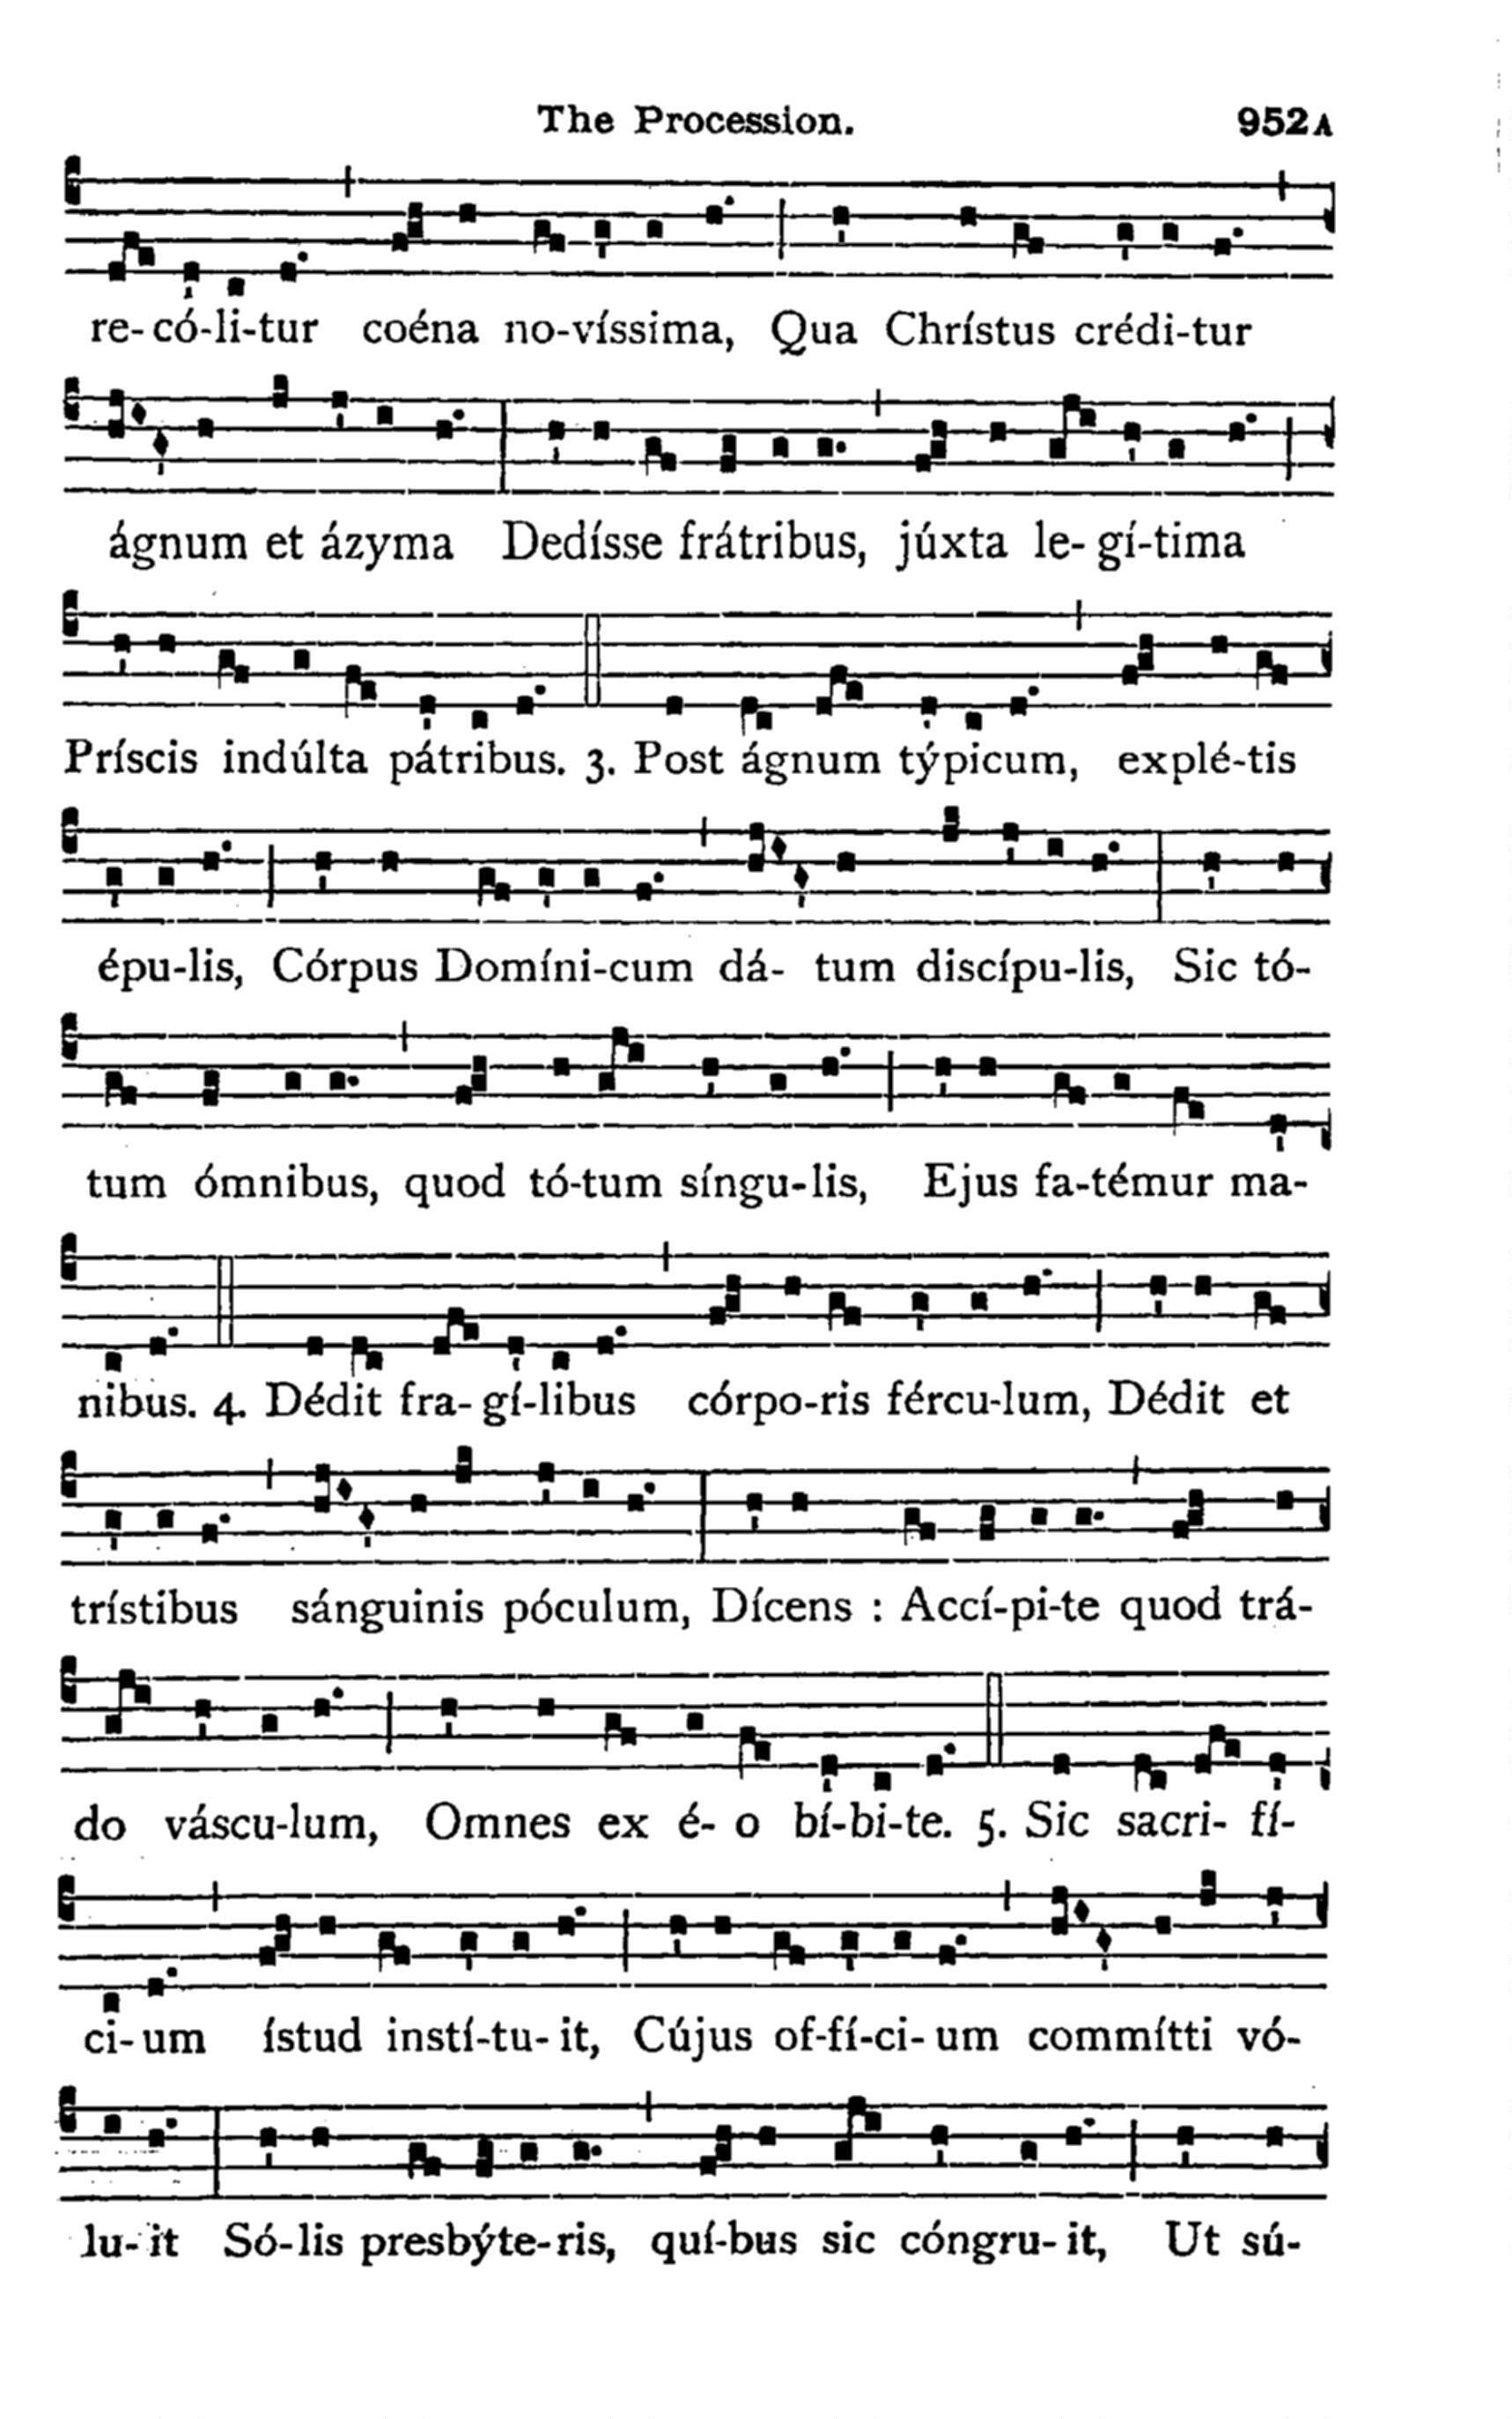 The Procession. 952A
re-có-li-tur coéna no-víssima, Qua Chrístus crédi-tur
ágnum et ázyma Dedísse frátribus, júxta le-gí-tima
Príscis indúlta pátribus. 3. Post ágnum týpicum, explé-tis
épu-lis, Córpus Domíni-cum dá- tum discípu-lis, Sic tó-
tum ómnibus, quod tó-tum síngu-lis, Ejus fa-témur ma-
nibus. 4. Dédit fra-gí-libus córpo-ris fércu-lum, Dédit et
trístibus sánguinis póculum, Dícens : Accí-pi-te quod trá-
do váscu-lum, Omnes ex é- o bí-bi-te. 5. Sic sacri- fí-
ci-um ístud instí-tu-it, Cújus of-fí-ci-um commítti vó-
lu-it Só-lis presbýte-ris, quí-bus sic cóngru-it, Ut sú-